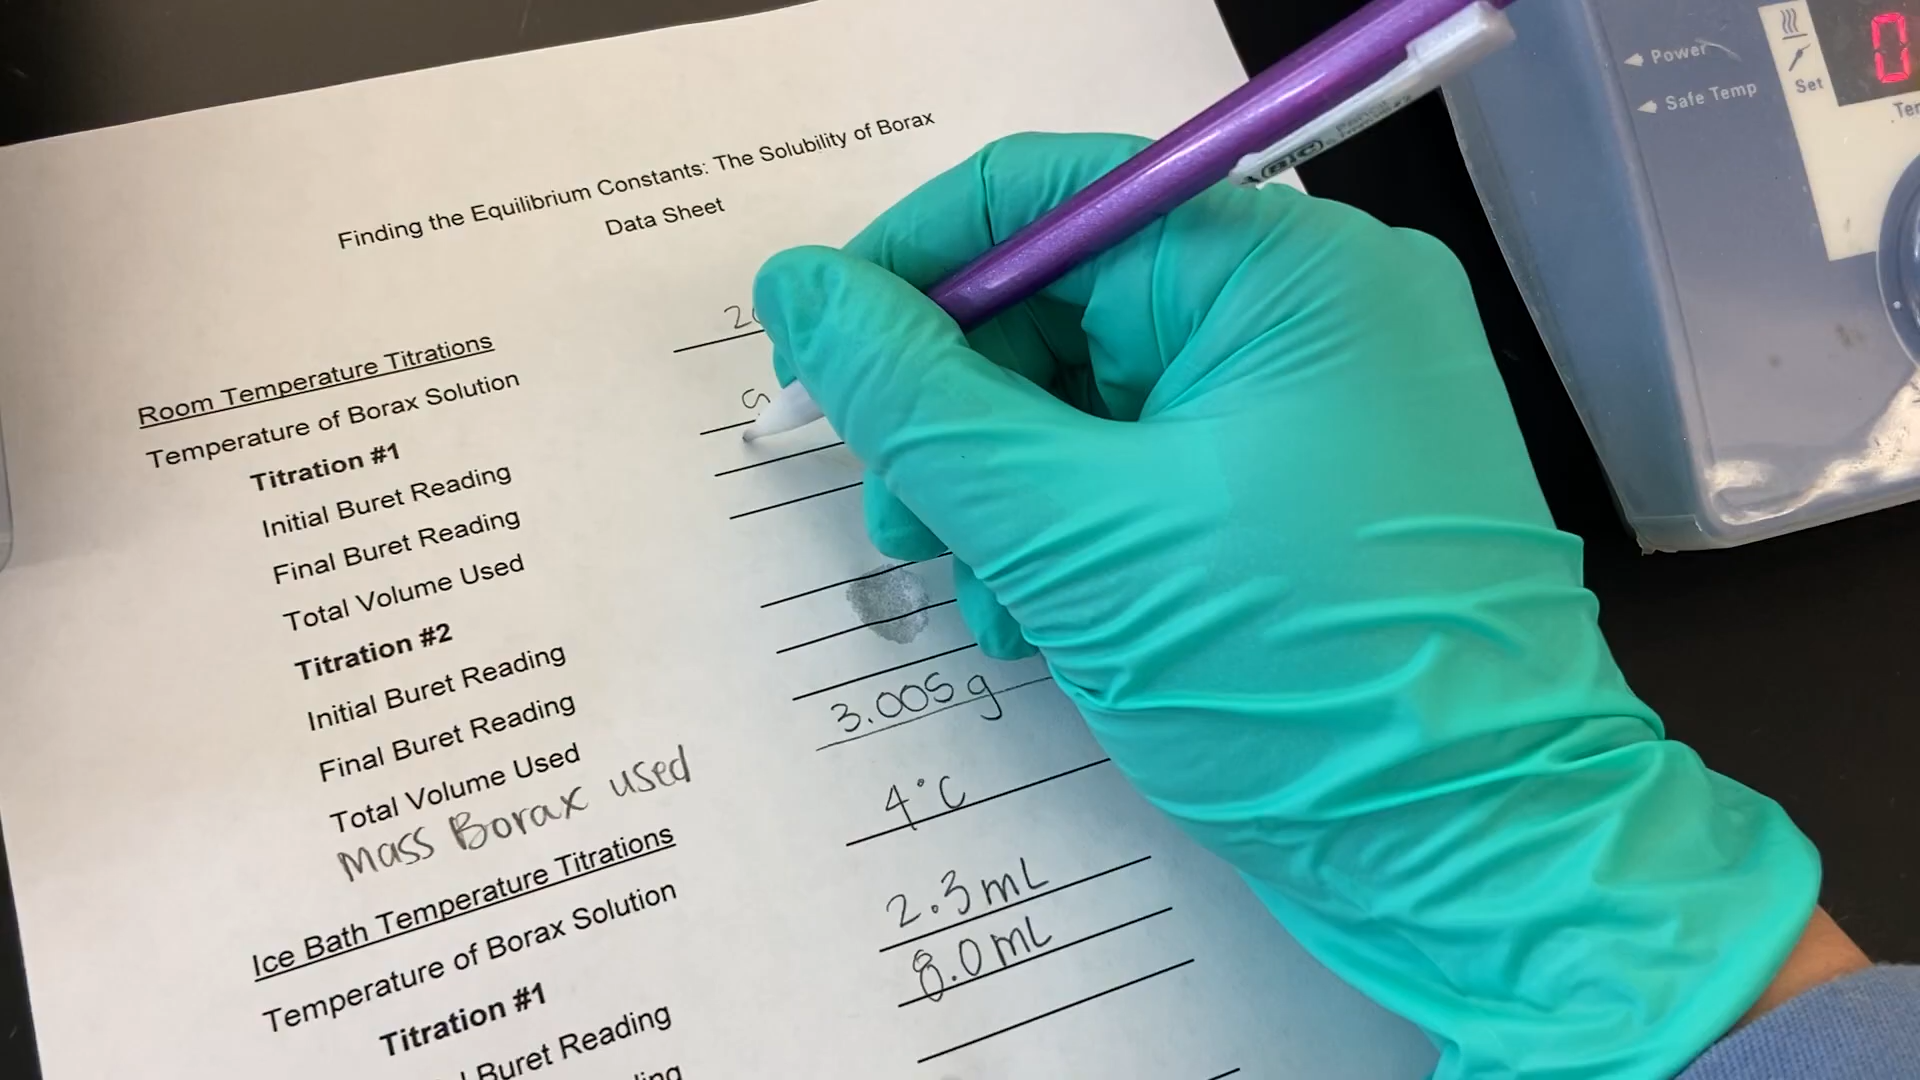 Finding the Equilibrium Constants: The Solubility of Borax
Data Sheet
Room Temperature Titrations
Temperature of Borax Solution
Titration #1
Initial Buret Reading
Final Buret Reading
Total Volume Used
Titration #2
Initial Buret Reading
Final Buret Reading
Total Volume Used
Mass Borax used 3.005 g
Ice Bath Temperature Titrations
Temperature of Borax Solution 4°C
Titration #1
Buret Reading 2.3 mL
8.0 mL
BIC
Power
Safe Temp
Set
0